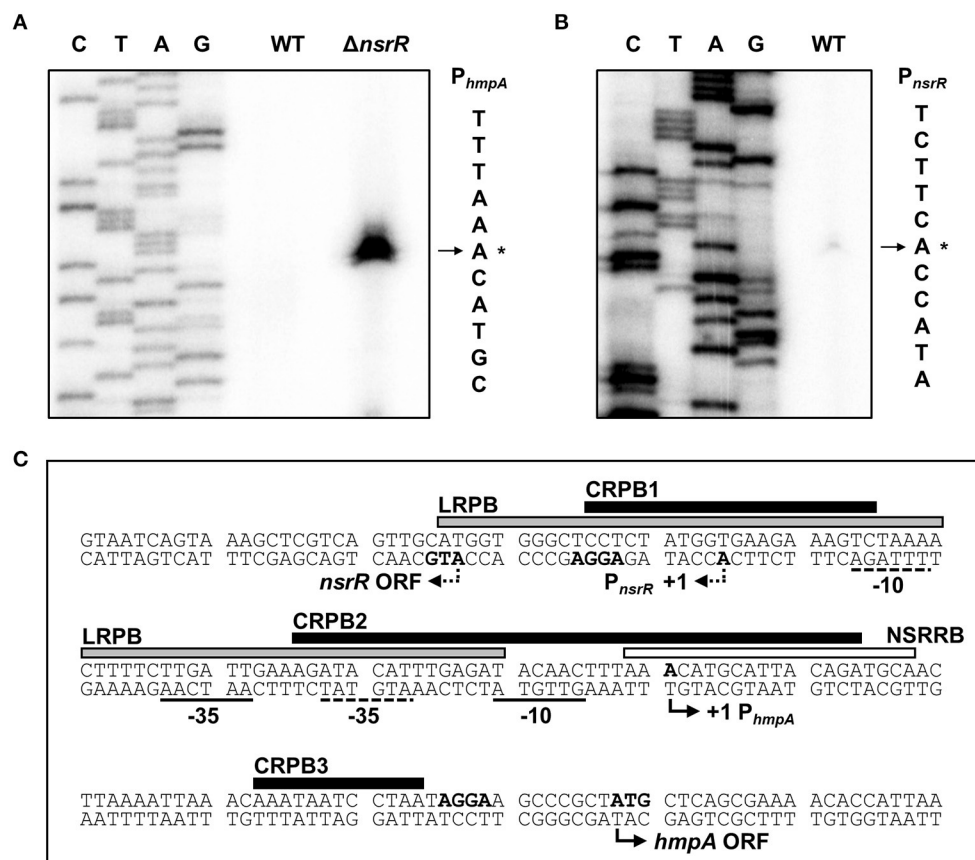 A
C T A G WT ΔnsrR
PhmpA
T
T
T
A
A
A *
C
A
T
G
C
B
C T A G WT
PnsrR
T
C
T
T
C
A *
C
C
A
T
A
C
LRPB CRPB1
GTAATCAGTA AAGCTCGTCA GTTGCATGGT GGGCTCCTCT ATGGTGAAGA AAGTCTAAAA
CATTAGTCAT TTCGAGCAGT CAACGTACCA CCCGAGGAGA TACCACTTCT TTCAGATTTT
nsrR ORF PnsrR +1 -10
LRPB CRPB2 NSRRB
CTTTTCTTGA TTGAAAGATA CATTTGAGAT ACAACTTTAA ACATGCATTA CAGATGCAAC
GAAAAGAACT AACTTTCTAT GTAAACTCTA TGTTGAAATT TGTACGTAAT GTCTACGTTG
-35 -35 -10 +1 PhmpA
CRPB3
TTAAAATTAA ACAAATAATC CTAATAGGAA GCCCGCTATG CTCAGCGAAA ACACCATTAA
AATTTTAATT TGTTTATTAG GATTATCCTT CGGGCGATAC GAGTCGCTTT TGTGGTAATT
hmpA ORF